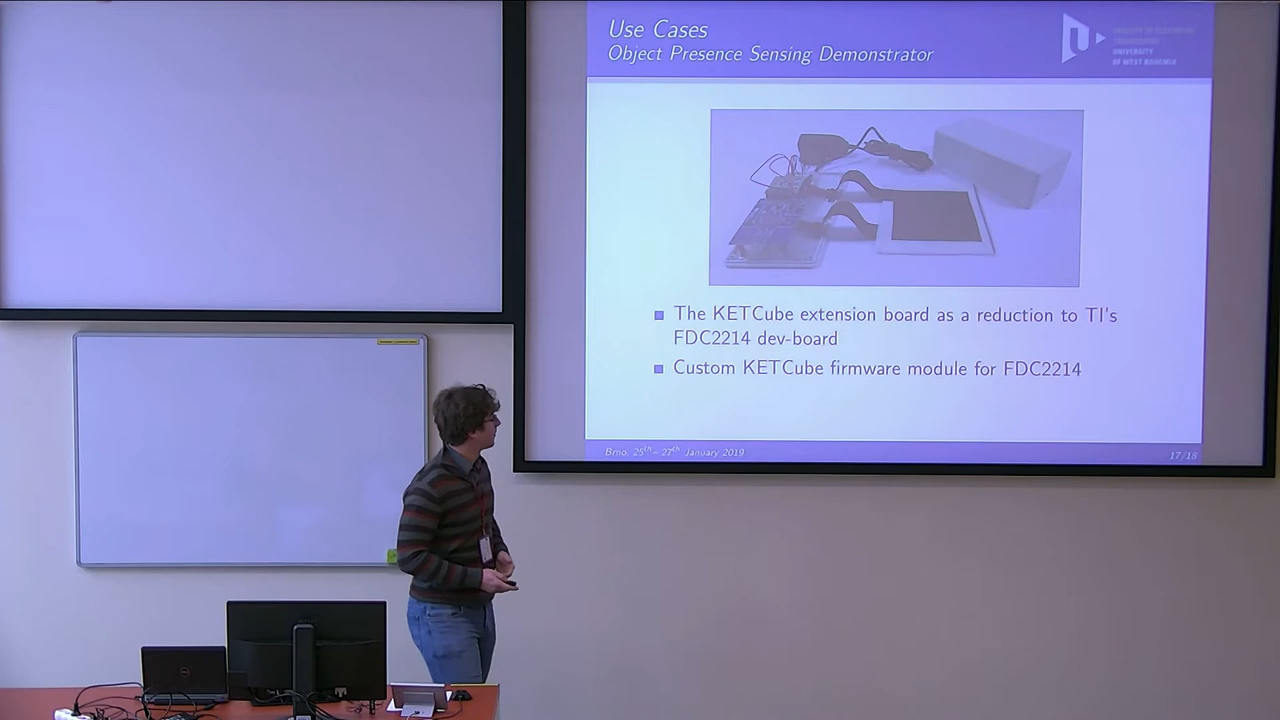 Use Cases
Object Presence Sensing Demonstrator
UNIVERSITY
OF WEST BOHEMIA
The KETCube extension board as a reduction to TI's
FDC2214 dev-board
Custom KETCube firmware module for FDC2214
Brno, 25th – 27th January 2019
17/18